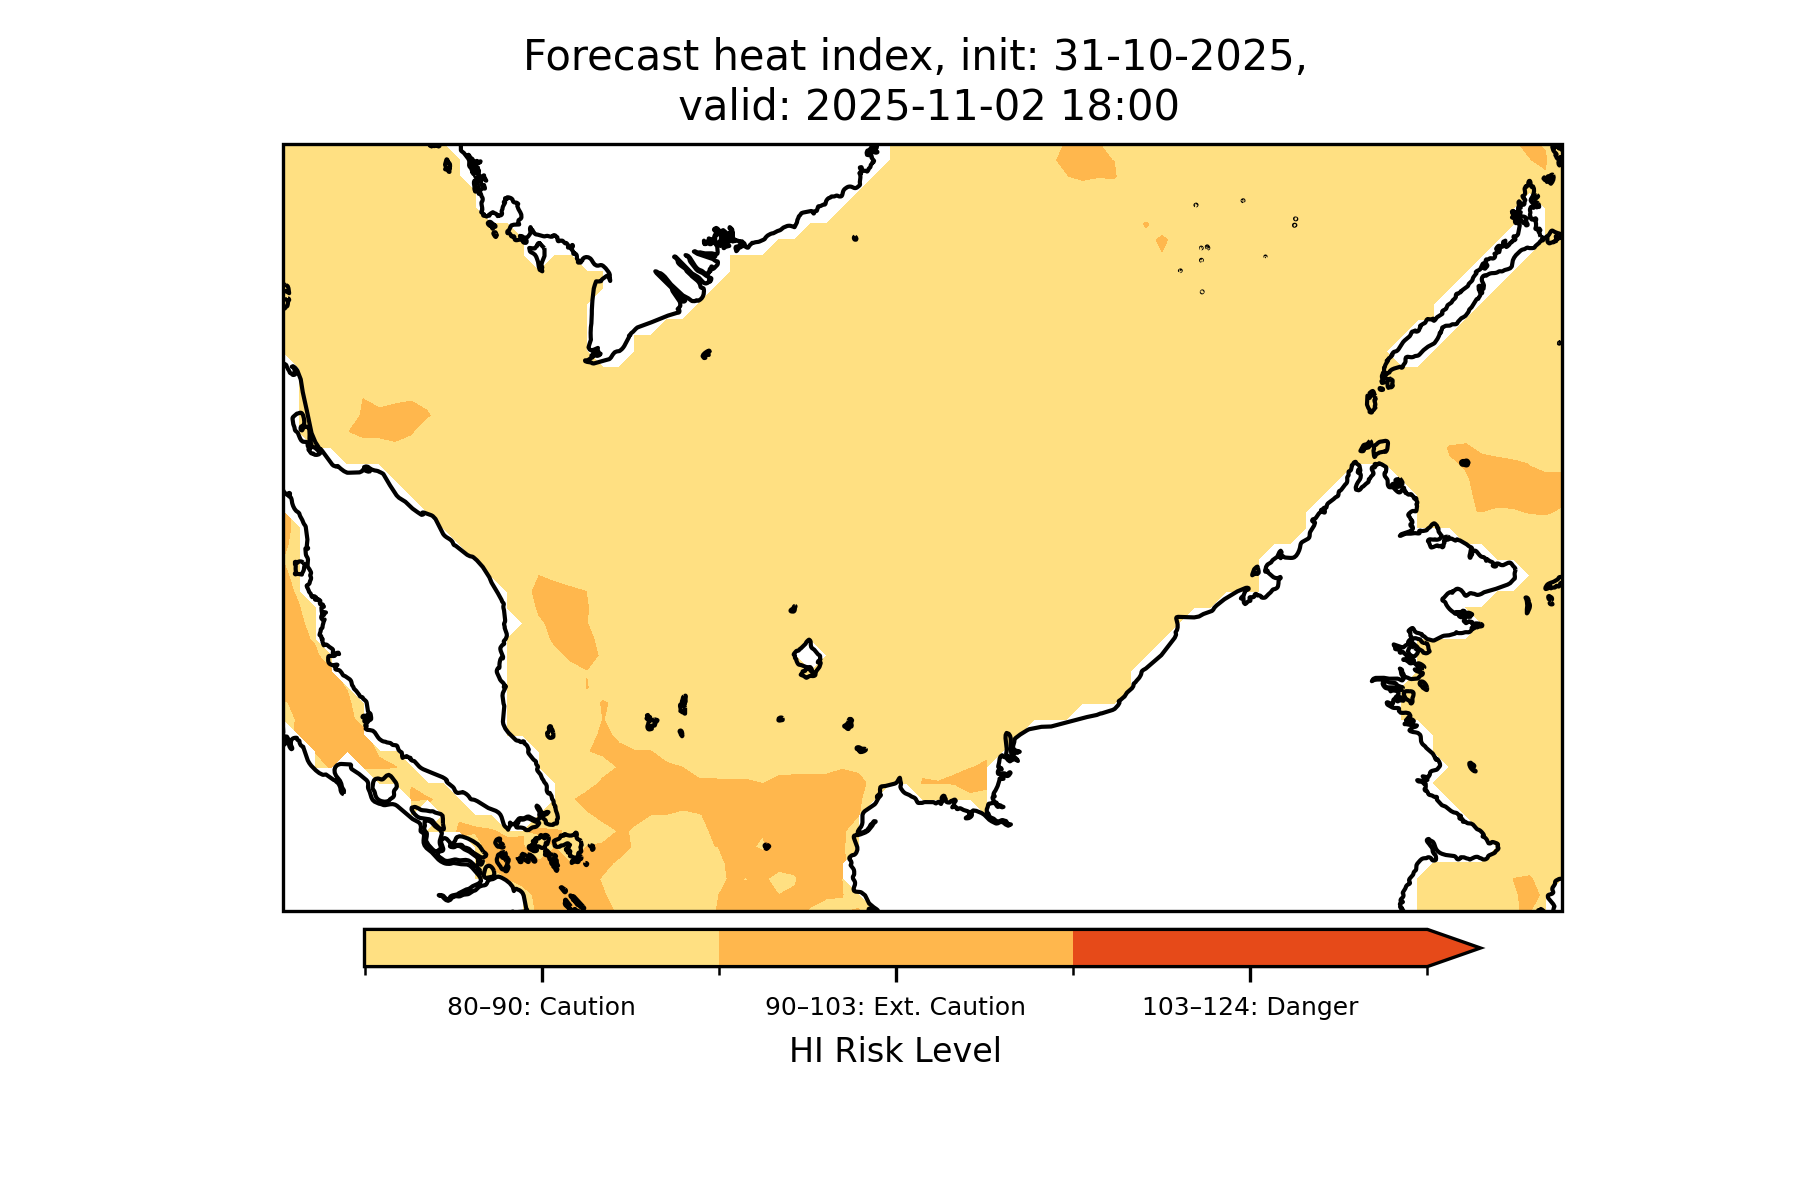 Forecast heat index, init: 31-10-2025,
valid: 2025-11-02 18:00
80–90: Caution
90–103: Ext. Caution
103–124: Danger
HI Risk Level